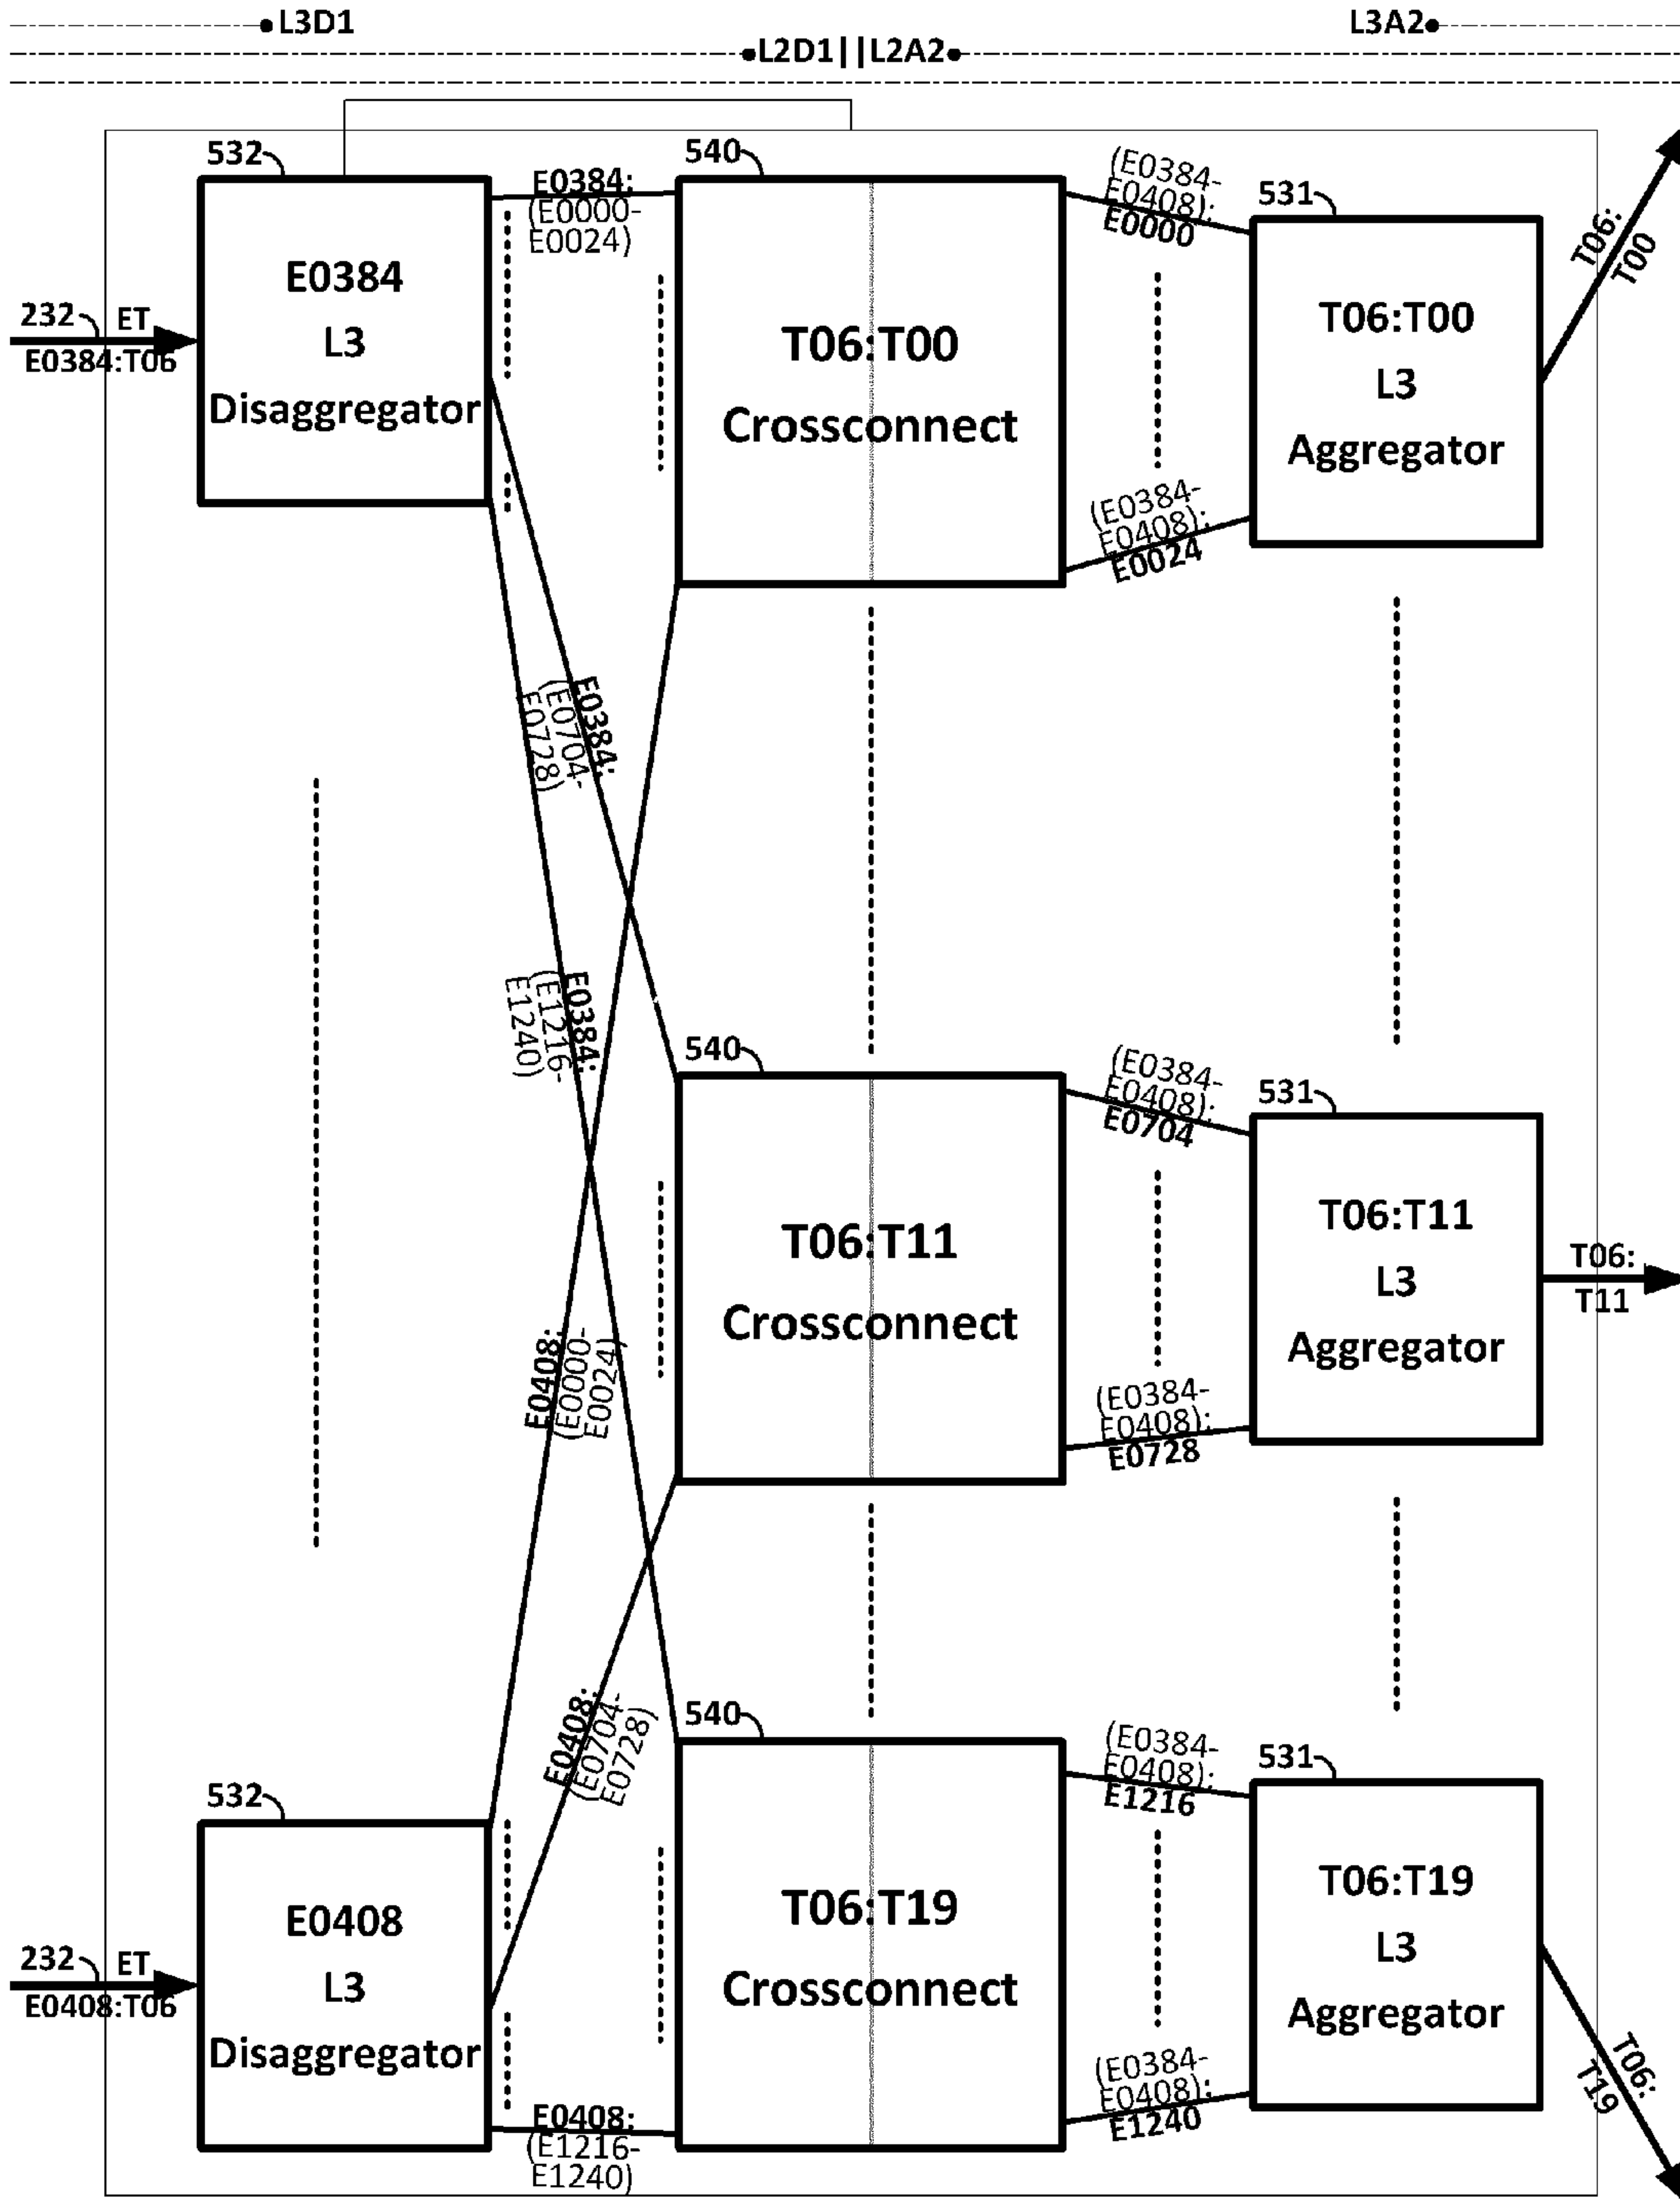 L3D1
L2D1||L2A2
L3A2
532
E0384
L3
Disaggregator
232
ET
E0384:T06
E0384:
(E0000-
E0024)
540
T06:T00
Crossconnect
(E0384-
E0408):
E0000
(E0384-
E0408):
E0024
531
T06:T00
L3
Aggregator
T06:
T00
E0384:
(E0704-
E0728)
E0384:
(E1216-
E1240)
540
T06:T11
Crossconnect
(E0384-
E0408):
E0704
(E0384-
E0408):
E0728
531
T06:T11
L3
Aggregator
T06:
T11
E0408:
(E0000-
E0024)
E0408:
(E0704-
E0728)
532
E0408
L3
Disaggregator
232
ET
E0408:T06
E0408:
(E1216-
E1240)
540
T06:T19
Crossconnect
(E0384-
E0408):
E1216
(E0384-
E0408):
E1240
531
T06:T19
L3
Aggregator
T06:
T19